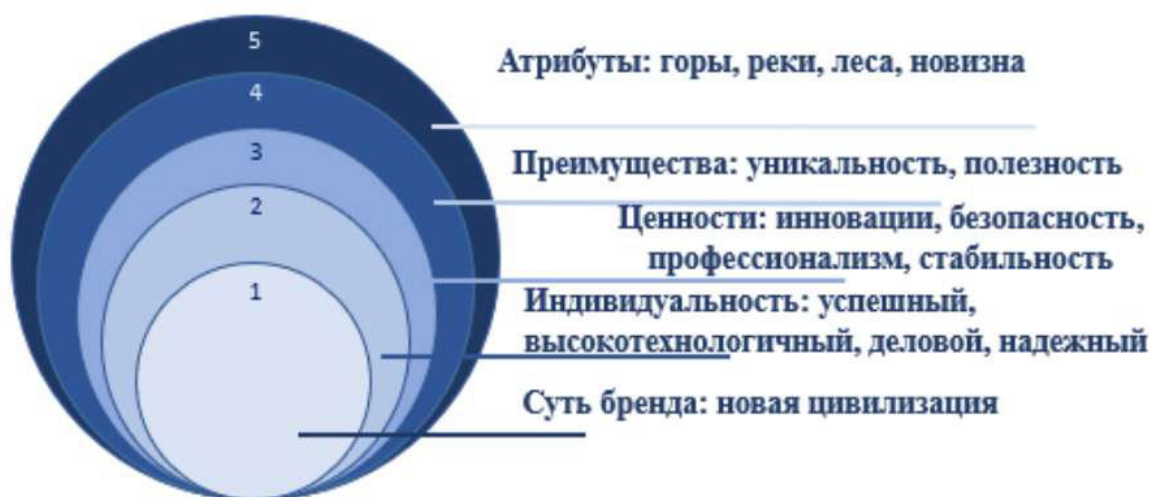 5
Атрибуты: горы, реки, леса, новизна
4
Преимущества: уникальность, полезность
3
Ценности: инновации, безопасность,
профессионализм, стабильность
2
Индивидуальность: успешный,
высокотехнологичный, деловой, надежный
1
Суть бренда: новая цивилизация